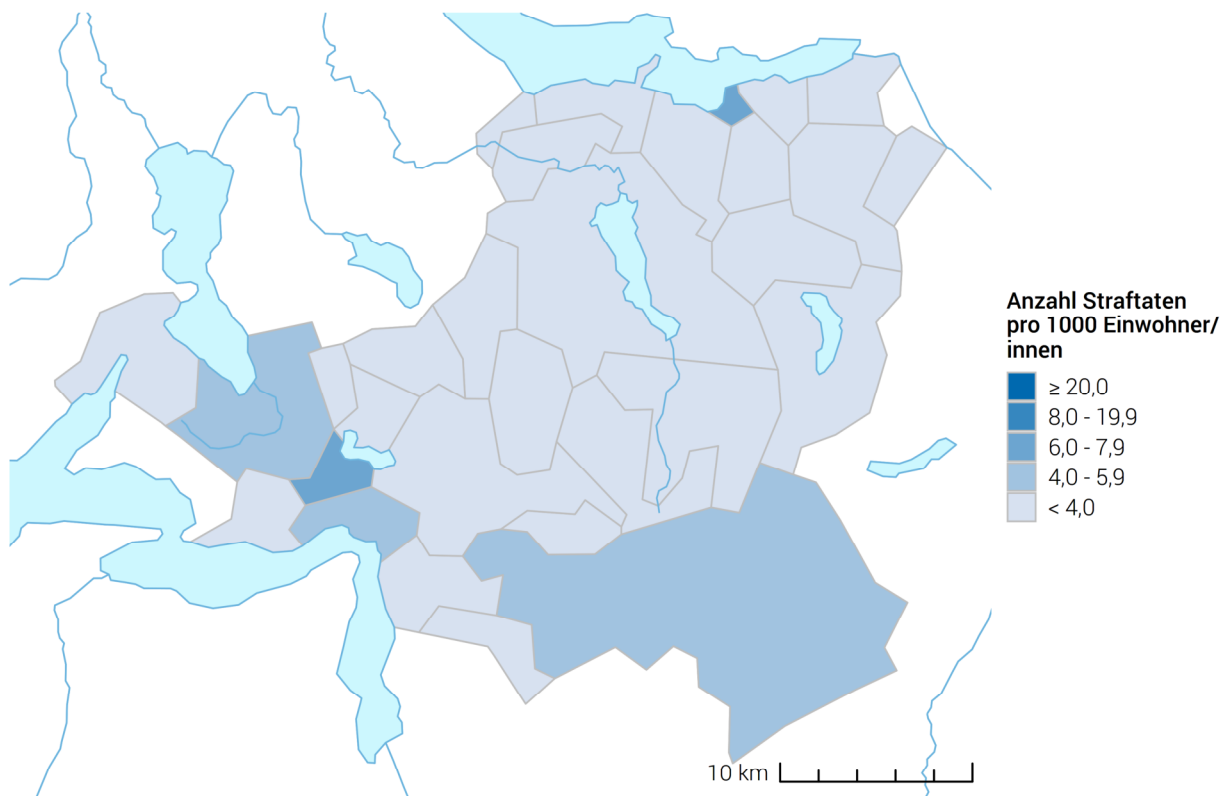 Anzahl Straftaten
pro 1000 Einwohner/
innen
≥ 20,0
8,0 - 19,9
6,0 - 7,9
4,0 - 5,9
< 4,0
10 km